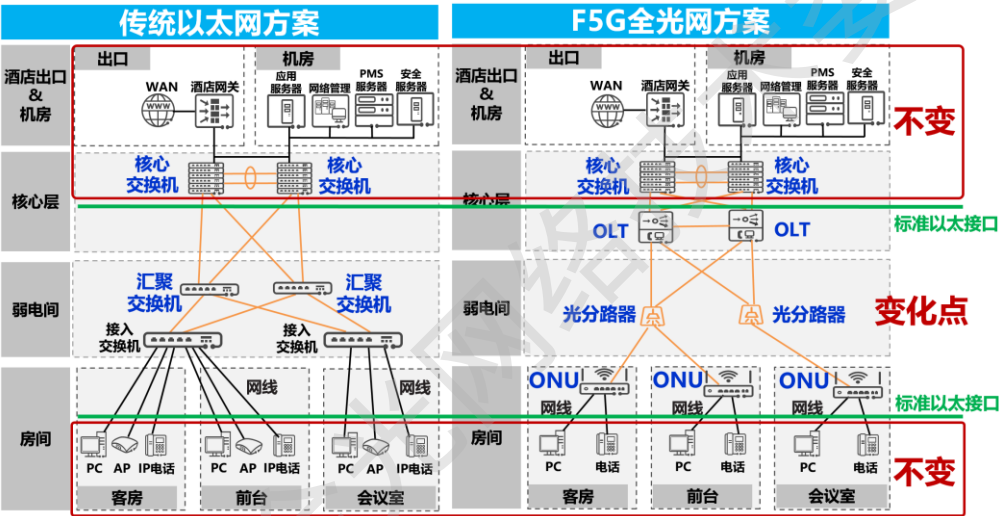 传统以太网方案
F5G全光网方案
酒店出口
&
机房
出口
机房
WAN
酒店网关
应用
服务器
网络管理
PMS
服务器
安全
服务器
WWW
核心层
核心
交换机
核心
交换机
弱电间
汇聚
交换机
汇聚
交换机
接入
交换机
接入
交换机
房间
网线
网线
PC
AP
IP电话
PC
AP
IP电话
PC
AP
IP电话
客房
前台
会议室
酒店出口
&
机房
出口
机房
WAN
酒店网关
应用
服务器
网络管理
PMS
服务器
安全
服务器
WWW
不变
核心层
核心
交换机
核心
交换机
标准以太接口
OLT
OLT
弱电间
光分路器
光分路器
变化点
ONU
ONU
ONU
网线
网线
网线
标准以太接口
房间
PC
电话
PC
电话
PC
电话
不变
客房
前台
会议室